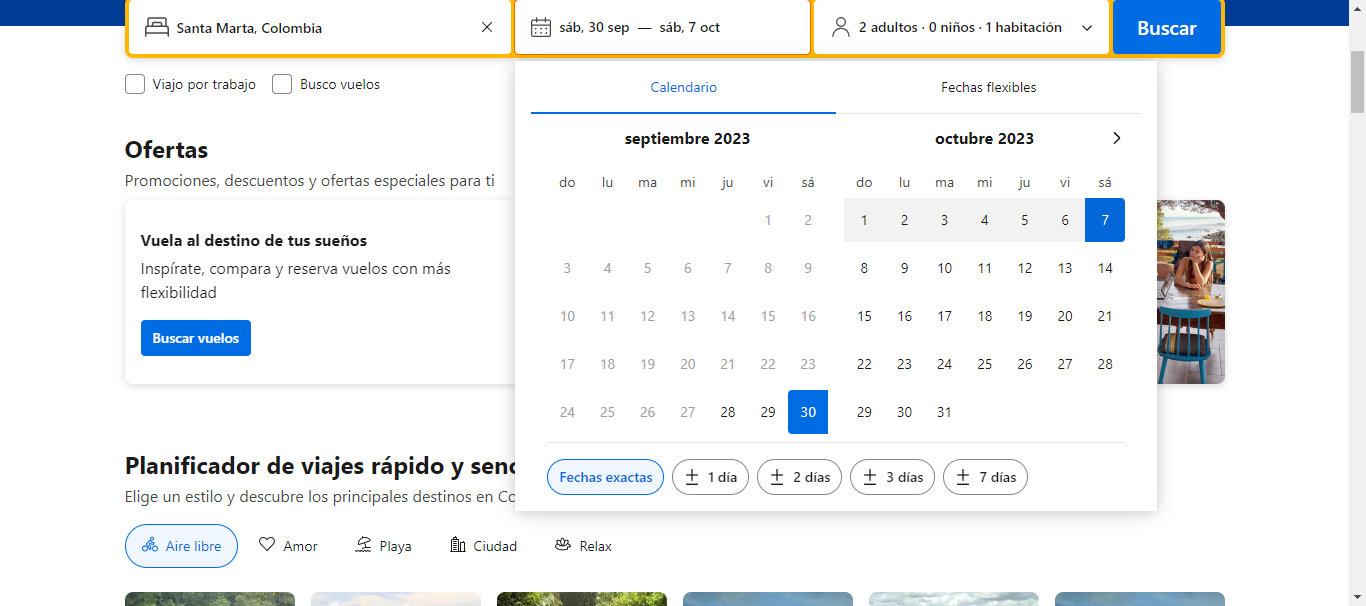 Santa Marta, Colombia
sáb, 30 sep — sáb, 7 oct
2 adultos · 0 niños · 1 habitación
Buscar
Viajo por trabajo
Busco vuelos
Calendario
Fechas flexibles
septiembre 2023
do lu ma mi ju vi sá
1 2
3 4 5 6 7 8 9
10 11 12 13 14 15 16
17 18 19 20 21 22 23
24 25 26 27 28 29 30
octubre 2023
do lu ma mi ju vi sá
1 2 3 4 5 6 7
8 9 10 11 12 13 14
15 16 17 18 19 20 21
22 23 24 25 26 27 28
29 30 31
Fechas exactas
± 1 día
± 2 días
± 3 días
± 7 días
Ofertas
Promociones, descuentos y ofertas especiales para ti
Vuela al destino de tus sueños
Inspírate, compara y reserva vuelos con más
flexibilidad
Buscar vuelos
Planificador de viajes rápido y senc
Elige un estilo y descubre los principales destinos en Co
Aire libre
Amor
Playa
Ciudad
Relax